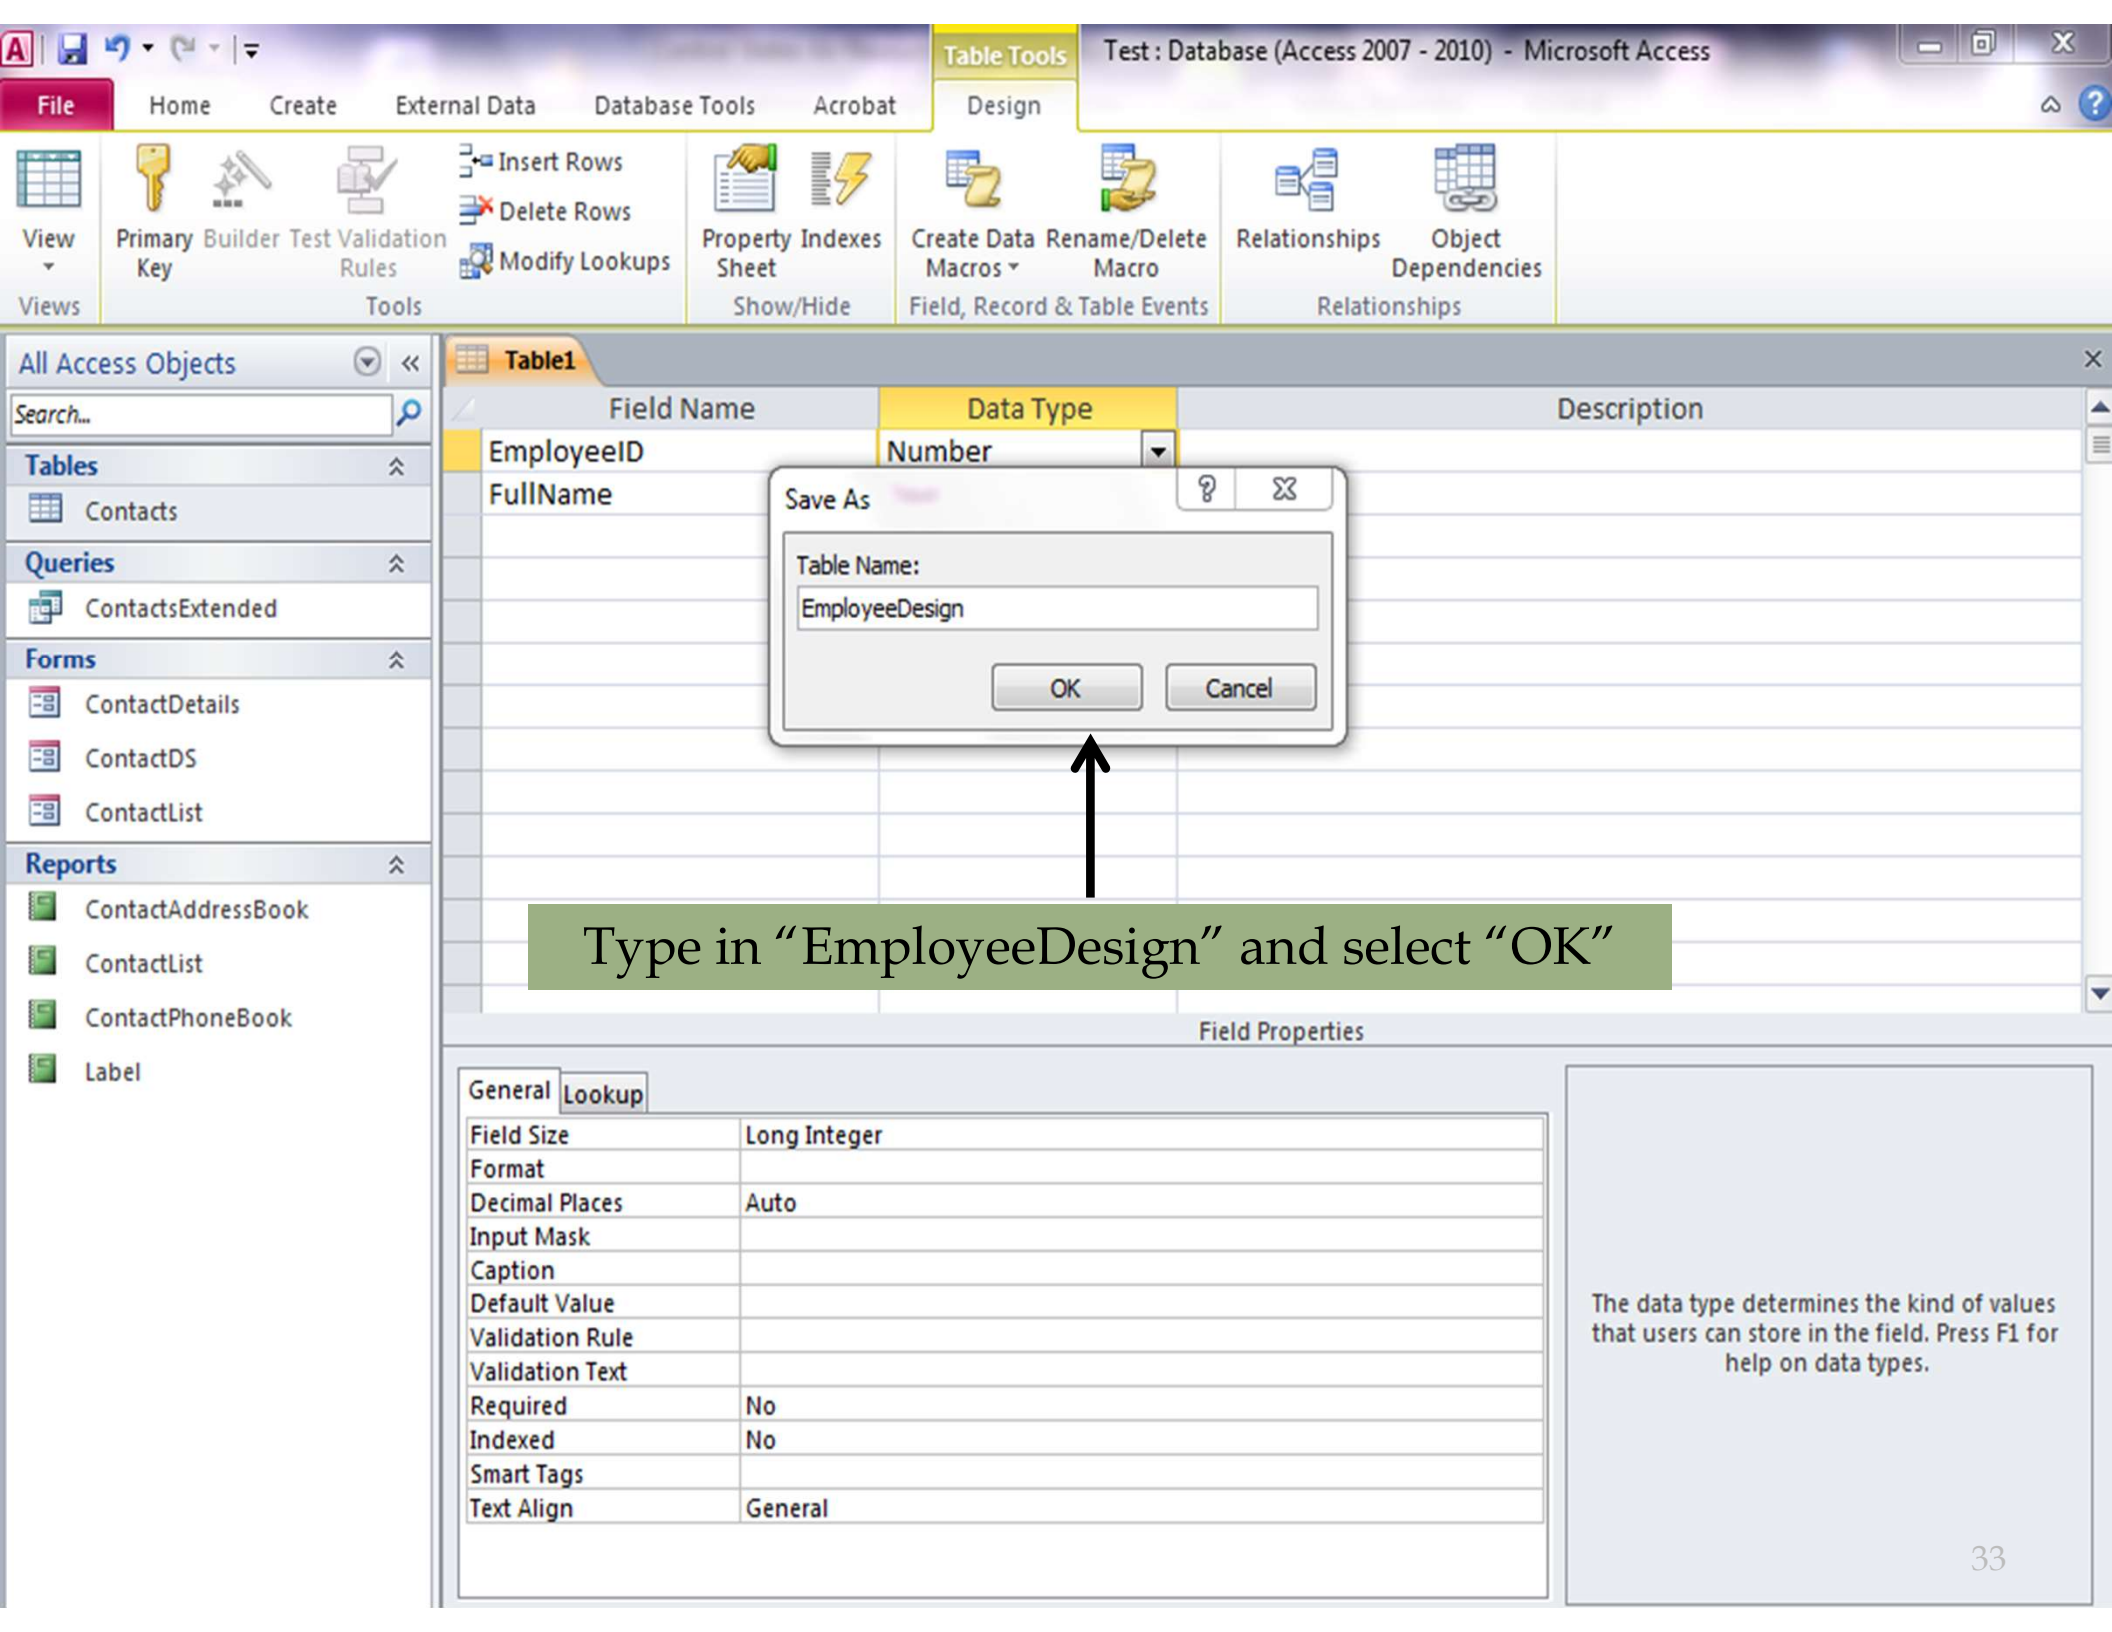 Table Tools
Test : Database (Access 2007 - 2010) - Microsoft Access
File Home Create External Data Database Tools Acrobat Design
Insert Rows
Delete Rows
Modify Lookups
View
Primary Key
Builder
Test Validation Rules
Property Sheet
Indexes
Create Data Macros
Rename/Delete Macro
Relationships
Object Dependencies
Views
Tools
Show/Hide
Field, Record & Table Events
Relationships
All Access Objects
Search...
Tables
Contacts
Queries
ContactsExtended
Forms
ContactDetails
ContactDS
ContactList
Reports
ContactAddressBook
ContactList
ContactPhoneBook
Label
Table1
Field Name Data Type Description
EmployeeID Number
FullName
Save As
Table Name:
EmployeeDesign
OK Cancel
Type in “EmployeeDesign” and select “OK”
Field Properties
General Lookup
Field Size Long Integer
Format
Decimal Places Auto
Input Mask
Caption
Default Value
Validation Rule
Validation Text
Required No
Indexed No
Smart Tags
Text Align General
The data type determines the kind of values
that users can store in the field. Press F1 for
help on data types.
33